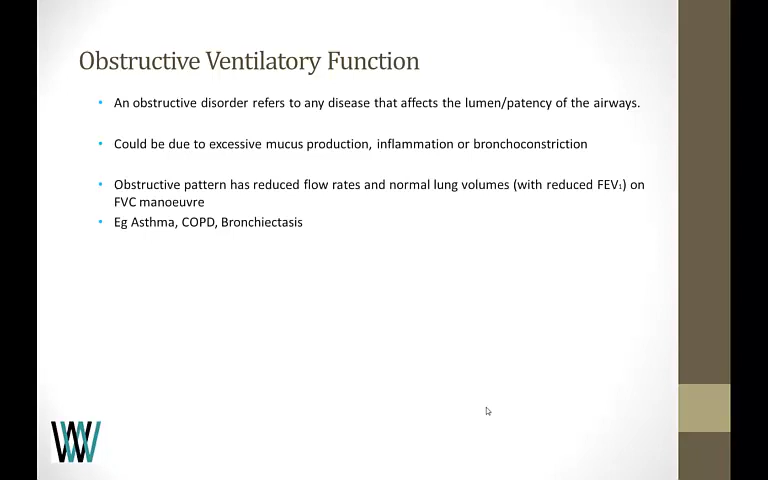 Obstructive Ventilatory Function
• An obstructive disorder refers to any disease that affects the lumen/patency of the airways.
• Could be due to excessive mucus production, inflammation or bronchoconstriction
• Obstructive pattern has reduced flow rates and normal lung volumes (with reduced FEV₁) on
FVC manoeuvre
• Eg Asthma, COPD, Bronchiectasis